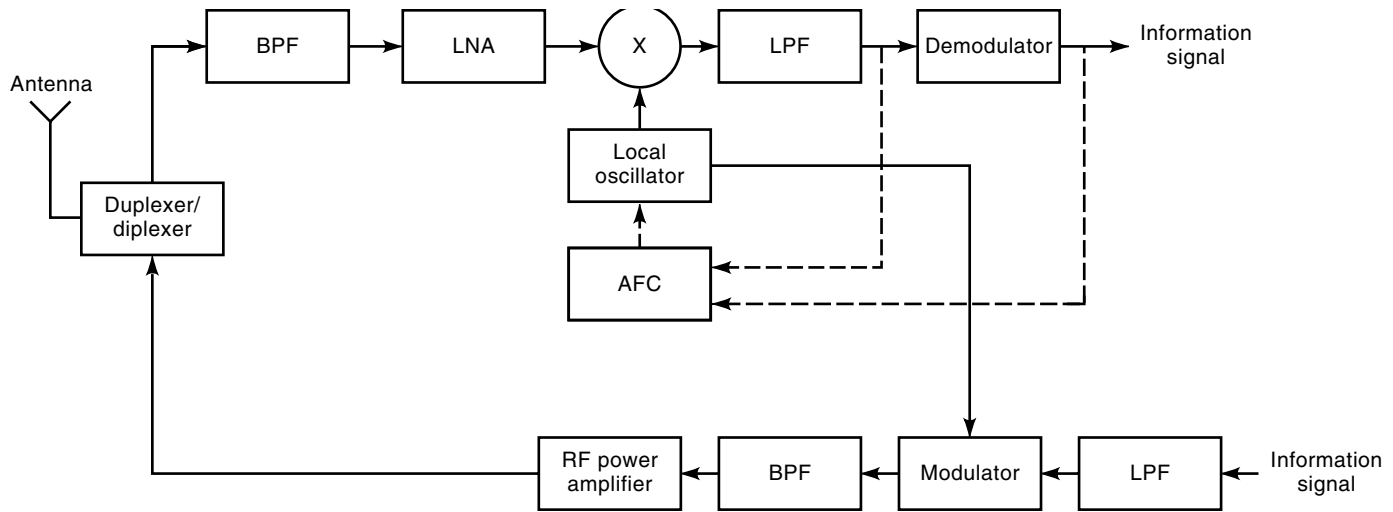 BPF
LNA
X
LPF
Demodulator
Information
signal
Antenna
Local
oscillator
Duplexer/
diplexer
AFC
RF power
amplifier
BPF
Modulator
LPF
Information
signal